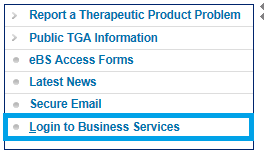 Report a Therapeutic Product Problem
Public TGA Information
eBS Access Forms
Latest News
Secure Email
Login to Business Services